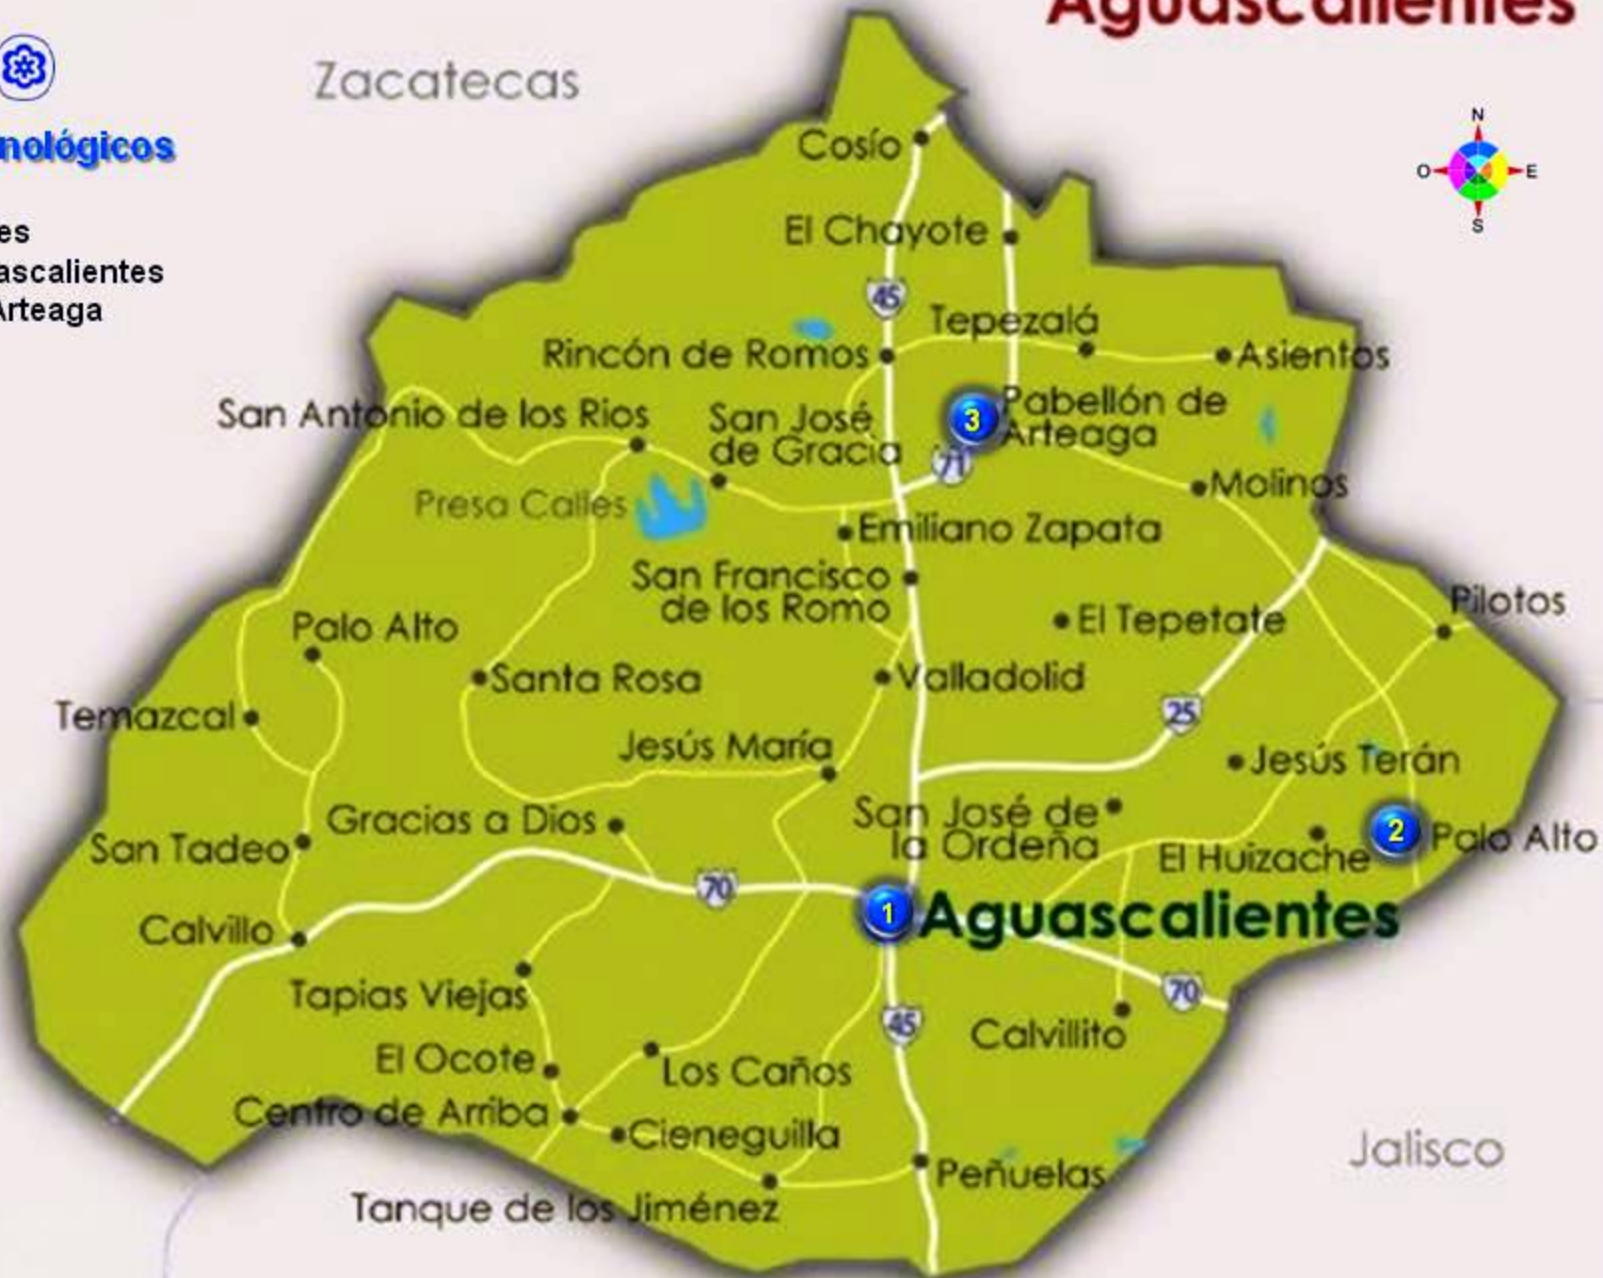 Aguascalientes
Zacatecas
nológicos
es
ascalientes
Arteaga
N
O
E
S
Cosío
El Chayote
45
Tepezalá
Rincón de Romos
Asientos
San Antonio de los Rios
San José
de Gracia
3
Pabellón de
Arteaga
71
Presa Calles
Molinos
Emiliano Zapata
San Francisco
de los Romo
El Tepetate
Pilotos
Palo Alto
Santa Rosa
Valladolid
Temazcal
25
Jesús María
Jesús Terán
Gracias a Dios
San José de
la Ordeña
San Tadeo
El Huizache
2
Palo Alto
70
1
Aguascalientes
Calvillo
Tapias Viejas
70
45
Calvillito
El Ocote
Los Caños
Centro de Arriba
Cieneguilla
Jalisco
Peñuelas
Tanque de los Jiménez